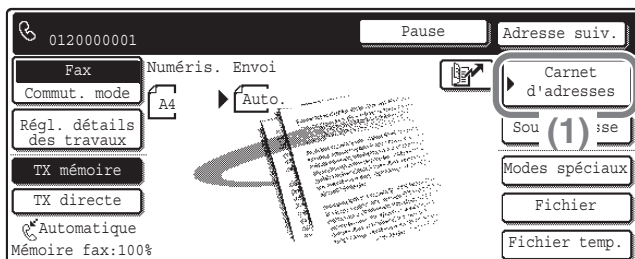 0120000001
Pause
Adresse suiv.
Fax
Commut. mode
Numéris. Envoi
A4
Auto.
Carnet
d'adresses
Régl. détails
des travaux
(1)
TX mémoire
Modes spéciaux
TX directe
Fichier
Automatique
Mémoire fax:100%
Fichier temp.